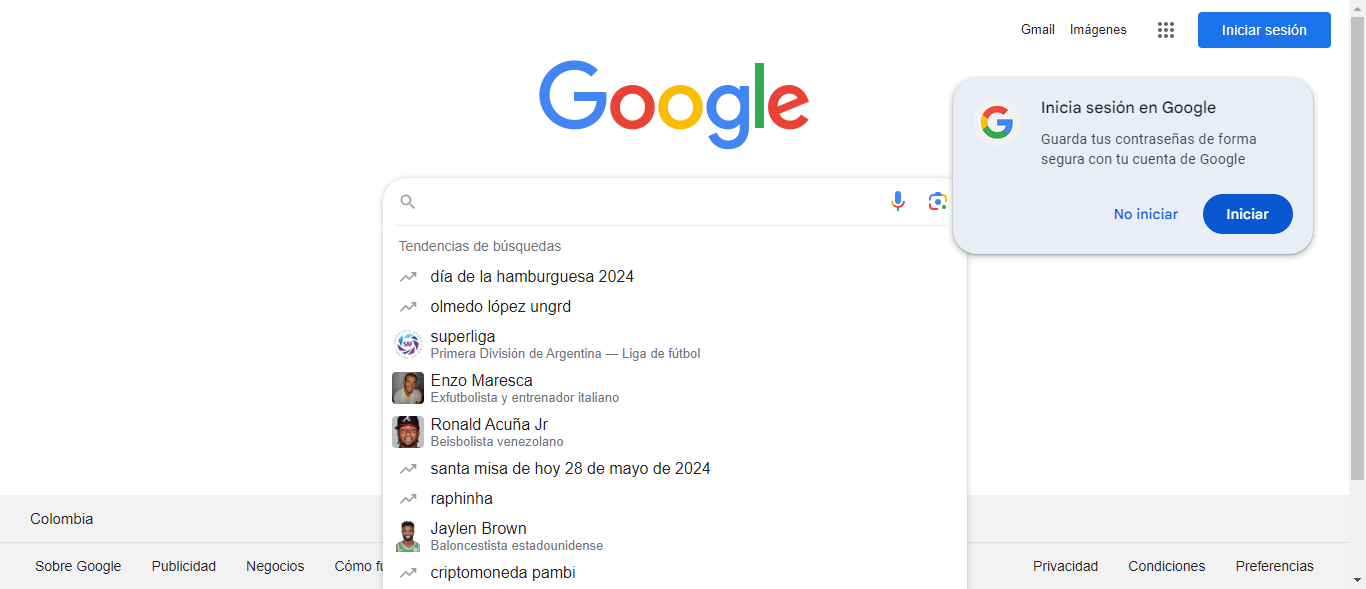 Gmail Imágenes Iniciar sesión
Google
Inicia sesión en Google
Guarda tus contraseñas de forma
segura con tu cuenta de Google
No iniciar Iniciar
Tendencias de búsquedas
día de la hamburguesa 2024
olmedo lópez ungrd
superliga
Primera División de Argentina — Liga de fútbol
Enzo Maresca
Exfutbolista y entrenador italiano
Ronald Acuña Jr
Beisbolista venezolano
santa misa de hoy 28 de mayo de 2024
raphinha
Jaylen Brown
Baloncestista estadounidense
criptomoneda pambi
Colombia
Sobre Google Publicidad Negocios Cómo Privacidad Condiciones Preferencias